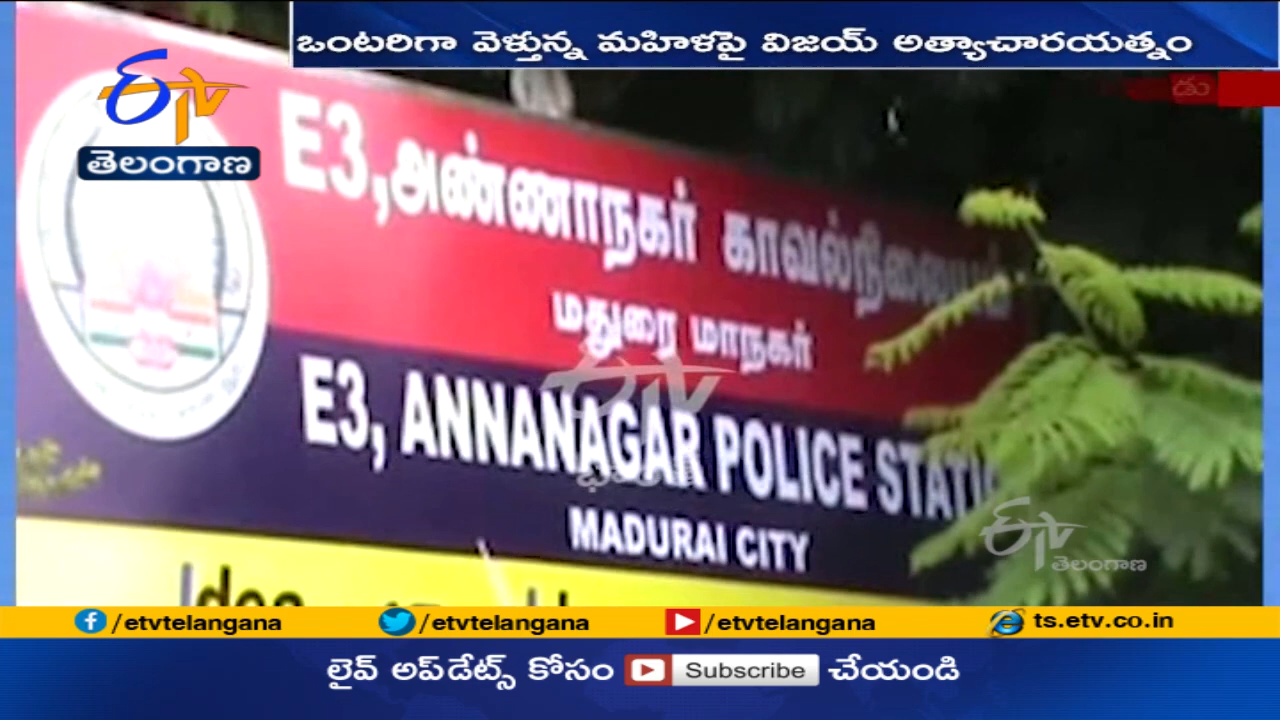 ఒంటరిగా వెళ్తున్న మహిళపై విజయ్ అత్యాచారయత్నం
ETV
తెలంగాణ
E3,அண்ணாநகர் காவல்நிலையம்
மதுரை மாநகர்
E3, ANNANAGAR POLICE STATI
MADURAI CITY
తెలంగాణ
/etvtelangana /etvtelangana /etvtelangana ts.etv.co.in
లైవ్ అప్‌డేట్స్ కోసం Subscribe చేయండి